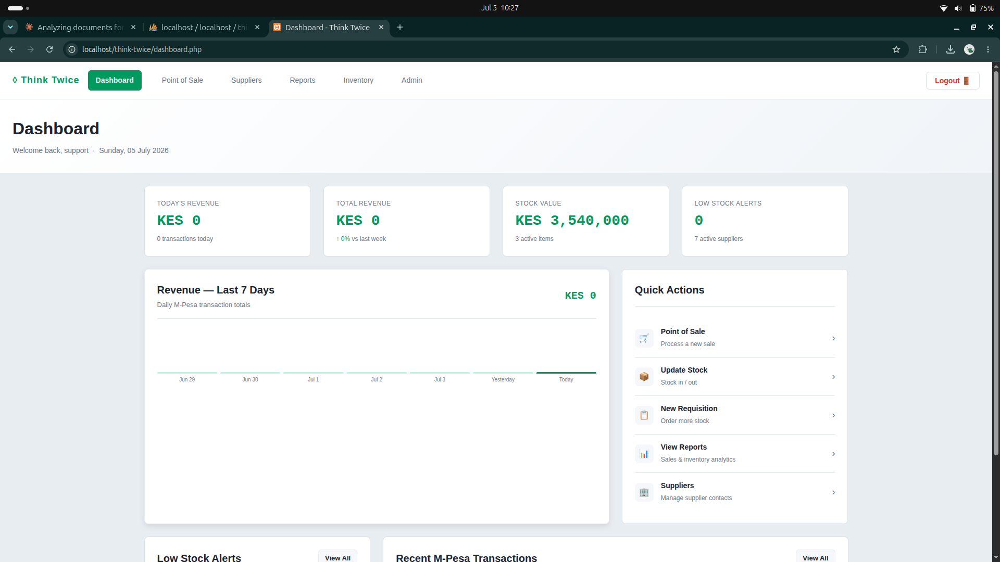 Jul 5 10:27
75%
Analyzing documents for
localhost / localhost / thi
Dashboard - Think Twice
localhost/think-twice/dashboard.php
Think Twice
Dashboard
Point of Sale
Suppliers
Reports
Inventory
Admin
Logout
Dashboard
Welcome back, support · Sunday, 05 July 2026
TODAY'S REVENUE
KES 0
0 transactions today
TOTAL REVENUE
KES 0
↑ 0% vs last week
STOCK VALUE
KES 3,540,000
3 active items
LOW STOCK ALERTS
0
7 active suppliers
Revenue — Last 7 Days
Daily M-Pesa transaction totals
KES 0
Jun 29
Jun 30
Jul 1
Jul 2
Jul 3
Yesterday
Today
Quick Actions
Point of Sale
Process a new sale
Update Stock
Stock in / out
New Requisition
Order more stock
View Reports
Sales & inventory analytics
Suppliers
Manage supplier contacts
Low Stock Alerts
View All
Recent M-Pesa Transactions
View All